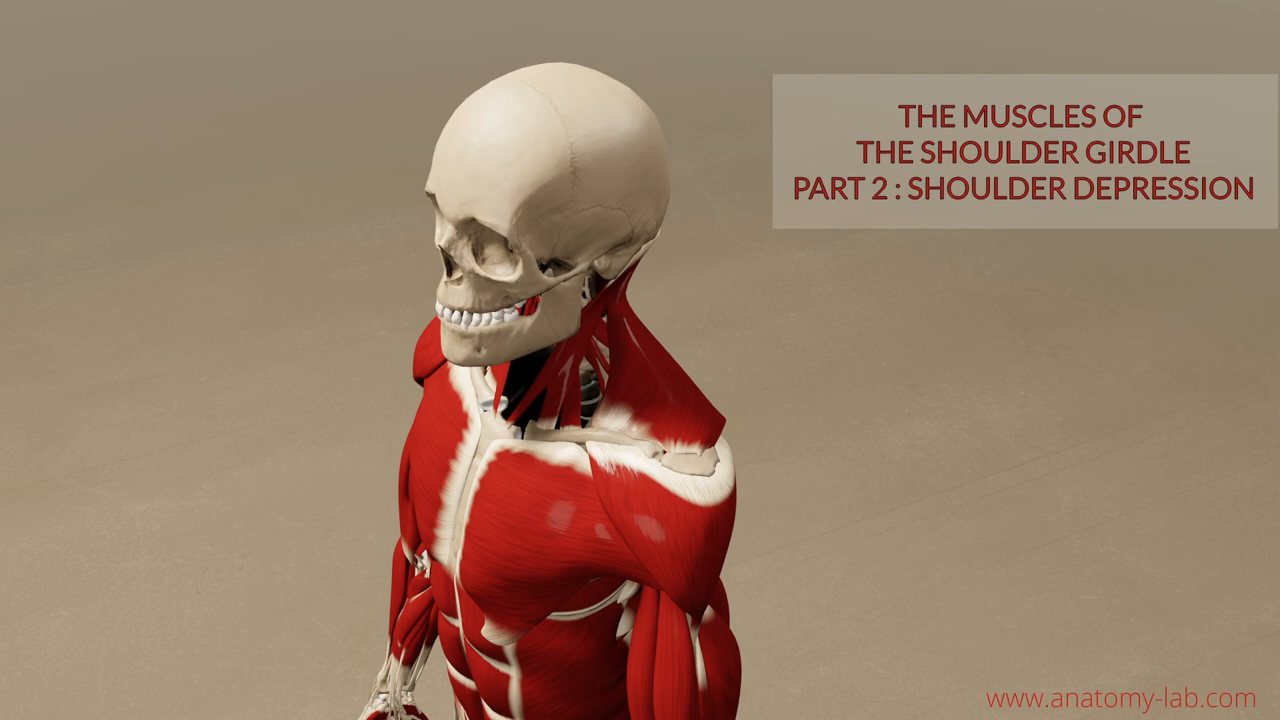 THE MUSCLES OF
THE SHOULDER GIRDLE
PART 2 : SHOULDER DEPRESSION
www.anatomy-lab.com